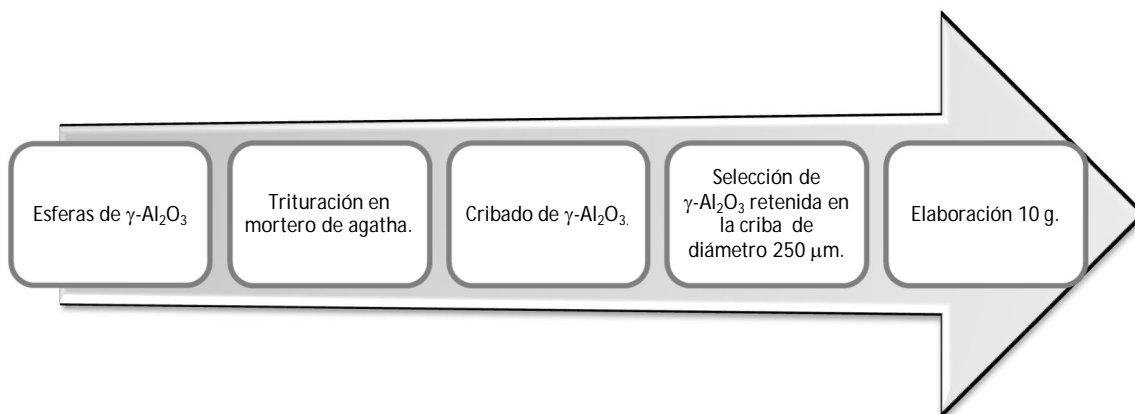 Esferas de γ-Al₂O₃
Trituración en
mortero de agatha.
Cribado de γ-Al₂O₃.
Selección de
γ-Al₂O₃ retenida en
la criba de
diámetro 250 μm.
Elaboración 10 g.